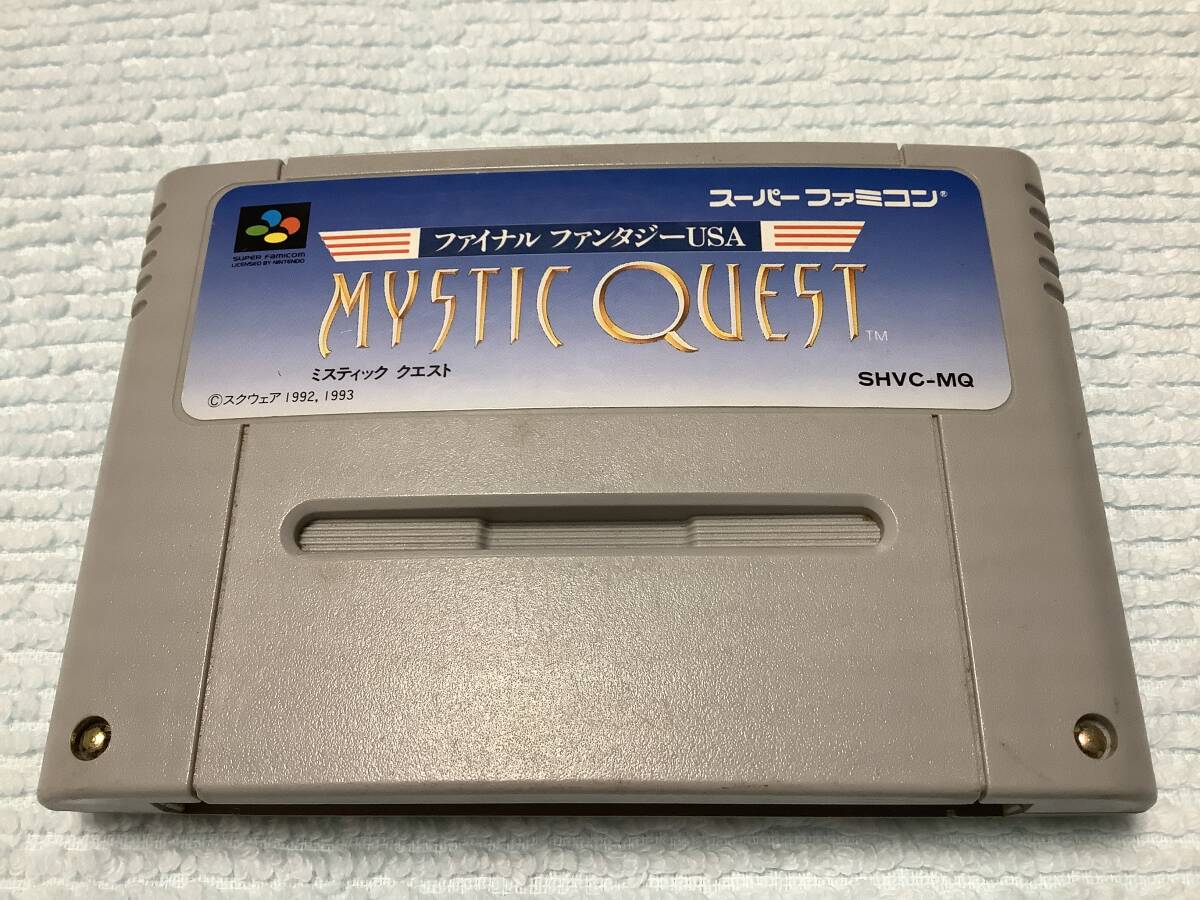 スーパーファミコン®
SUPER FAMICOM
LICENSED BY NINTENDO
ファイナル ファンタジーUSA
MYSTIC QUEST™
ミスティック クエスト
©スクウェア 1992, 1993
SHVC-MQ